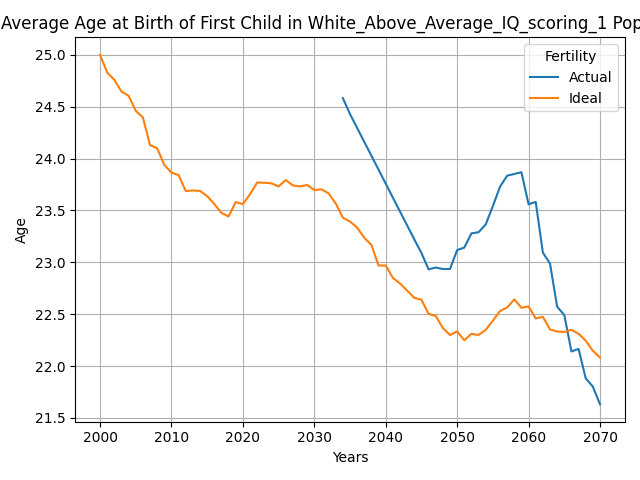 Average Age at Birth of First Child in White_Above_Average_IQ_scoring_1 Pop
Fertility
Actual
Ideal
25.0
24.5
24.0
23.5
23.0
22.5
22.0
21.5
Age
2000 2010 2020 2030 2040 2050 2060 2070
Years